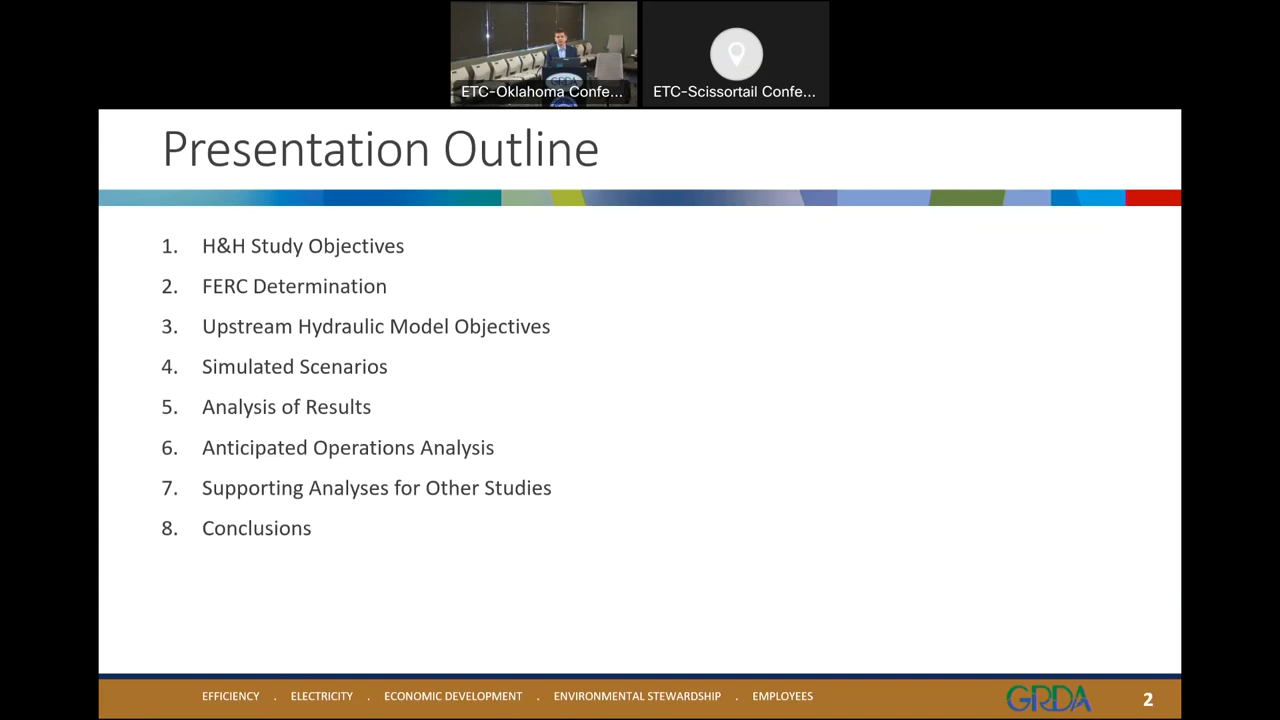 GRDA
ETC-Oklahoma Confe...
ETC-Scissortail Confe...
Presentation Outline
1. H&H Study Objectives
2. FERC Determination
3. Upstream Hydraulic Model Objectives
4. Simulated Scenarios
5. Analysis of Results
6. Anticipated Operations Analysis
7. Supporting Analyses for Other Studies
8. Conclusions
EFFICIENCY . ELECTRICITY . ECONOMIC DEVELOPMENT . ENVIRONMENTAL STEWARDSHIP . EMPLOYEES
GRDA
2